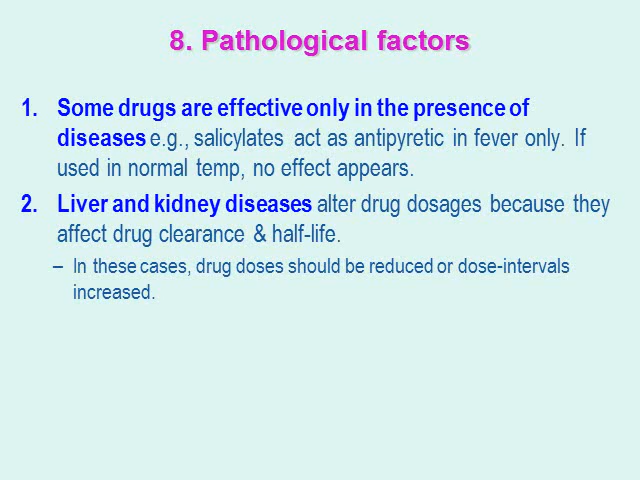 8. Pathological factors
1. Some drugs are effective only in the presence of
diseases e.g., salicylates act as antipyretic in fever only. If
used in normal temp, no effect appears.
2. Liver and kidney diseases alter drug dosages because they
affect drug clearance & half-life.
– In these cases, drug doses should be reduced or dose-intervals
increased.